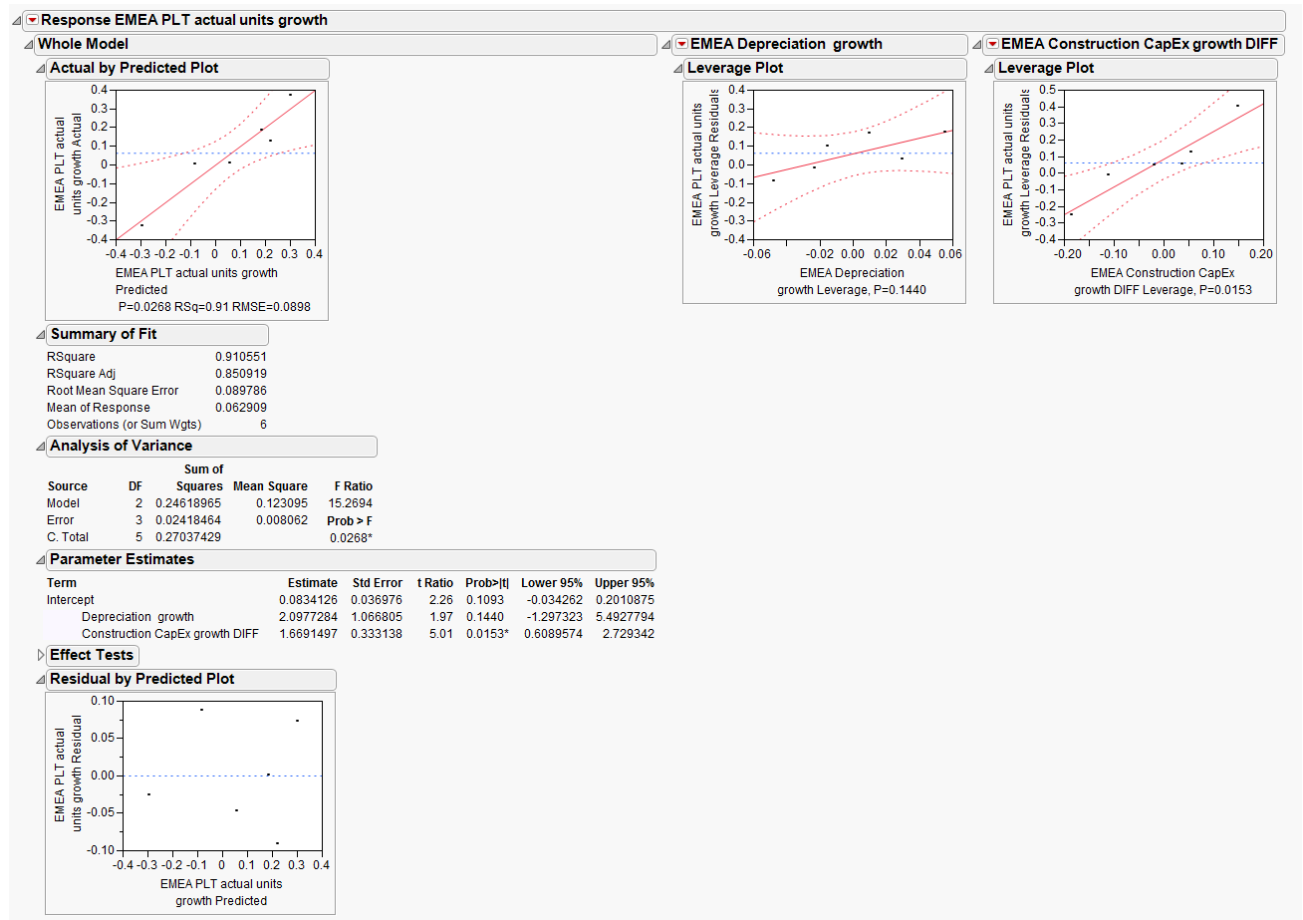 Response EMEA PLT actual units growth
Whole Model
Actual by Predicted Plot
0.4
0.3
0.2
0.1
0
-0.1
-0.2
-0.3
-0.4
EMEA PLT actual
units growth Actual
-0.4 -0.3 -0.2 -0.1 0 0.1 0.2 0.3 0.4
EMEA PLT actual units growth
Predicted
P=0.0268 RSq=0.91 RMSE=0.0898
EMEA Depreciation growth
Leverage Plot
0.4
0.3
0.2
0.1
0.0
-0.1
-0.2
-0.3
-0.4
EMEA PLT actual units
growth Leverage Residuals
-0.06 -0.02 0.00 0.02 0.04 0.06
EMEA Depreciation
growth Leverage, P=0.1440
EMEA Construction CapEx growth DIFF
Leverage Plot
0.5
0.4
0.3
0.2
0.1
0.0
-0.1
-0.2
-0.3
-0.4
EMEA PLT actual units
growth Leverage Residuals
-0.20 -0.10 0.00 0.10 0.20
EMEA Construction CapEx
growth DIFF Leverage, P=0.0153
Summary of Fit
RSquare 0.910551
RSquare Adj 0.850919
Root Mean Square Error 0.089786
Mean of Response 0.062909
Observations (or Sum Wgts) 6
Analysis of Variance
Sum of
Source DF Squares Mean Square F Ratio
Model 2 0.24618965 0.123095 15.2694
Error 3 0.02418464 0.008062 Prob > F
C. Total 5 0.27037429 0.0268*
Parameter Estimates
Term Estimate Std Error t Ratio Prob>|t| Lower 95% Upper 95%
Intercept 0.0834126 0.036976 2.26 0.1093 -0.034262 0.2010875
Depreciation growth 2.0977284 1.066805 1.97 0.1440 -1.297323 5.4927794
Construction CapEx growth DIFF 1.6691497 0.333138 5.01 0.0153* 0.6089574 2.729342
Effect Tests
Residual by Predicted Plot
0.10
0.05
0.00
-0.05
-0.10
EMEA PLT actual
units growth Residual
-0.4 -0.3 -0.2 -0.1 0 0.1 0.2 0.3 0.4
EMEA PLT actual units
growth Predicted